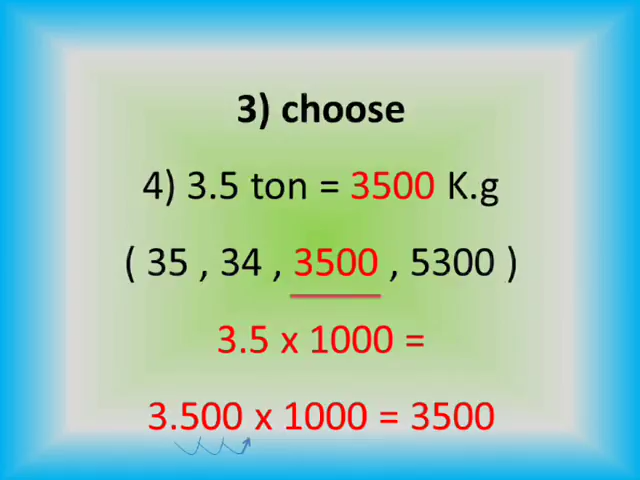 3) choose
4) 3.5 ton = 3500 K.g
( 35 , 34 , 3500 , 5300 )
3.5 x 1000 =
3.500 x 1000 = 3500